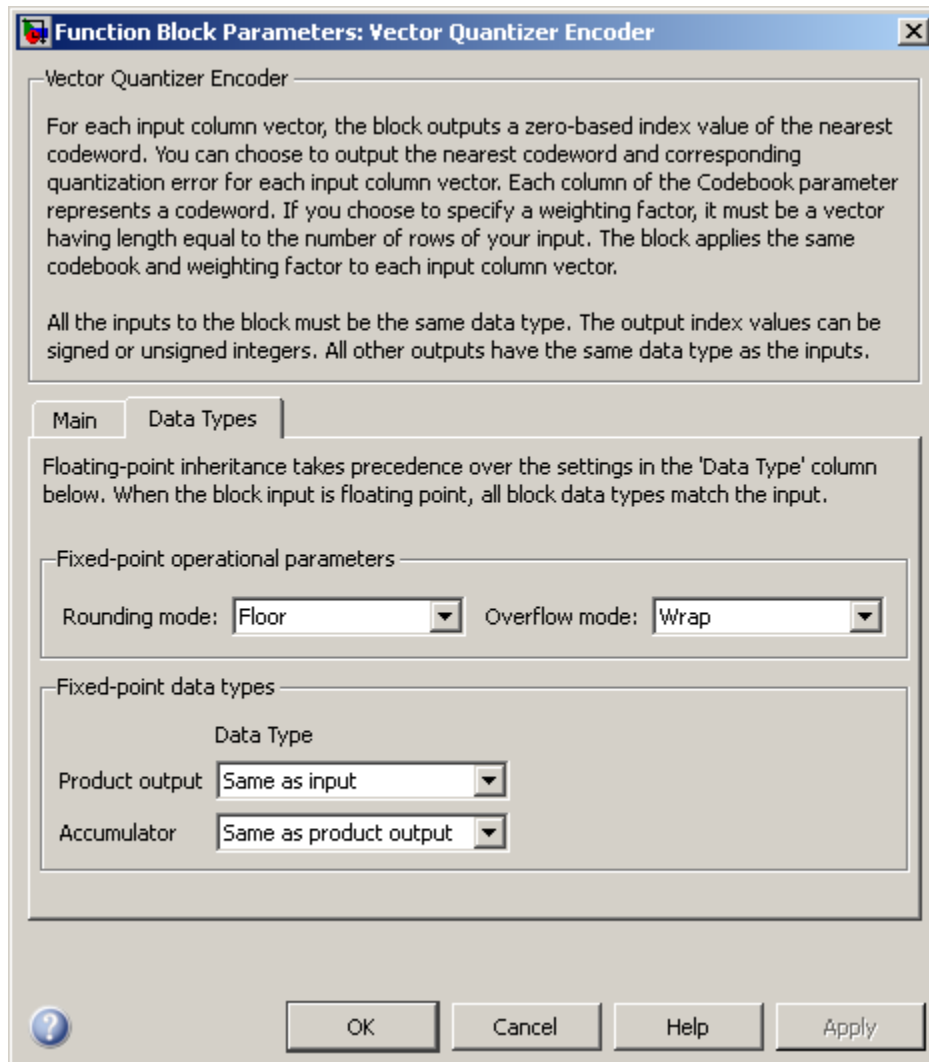 Function Block Parameters: Vector Quantizer Encoder
Vector Quantizer Encoder
For each input column vector, the block outputs a zero-based index value of the nearest
codeword. You can choose to output the nearest codeword and corresponding
quantization error for each input column vector. Each column of the Codebook parameter
represents a codeword. If you choose to specify a weighting factor, it must be a vector
having length equal to the number of rows of your input. The block applies the same
codebook and weighting factor to each input column vector.
All the inputs to the block must be the same data type. The output index values can be
signed or unsigned integers. All other outputs have the same data type as the inputs.
Main Data Types
Floating-point inheritance takes precedence over the settings in the 'Data Type' column
below. When the block input is floating point, all block data types match the input.
Fixed-point operational parameters
Rounding mode: Floor Overflow mode: Wrap
Fixed-point data types
Data Type
Product output Same as input
Accumulator Same as product output
OK Cancel Help Apply